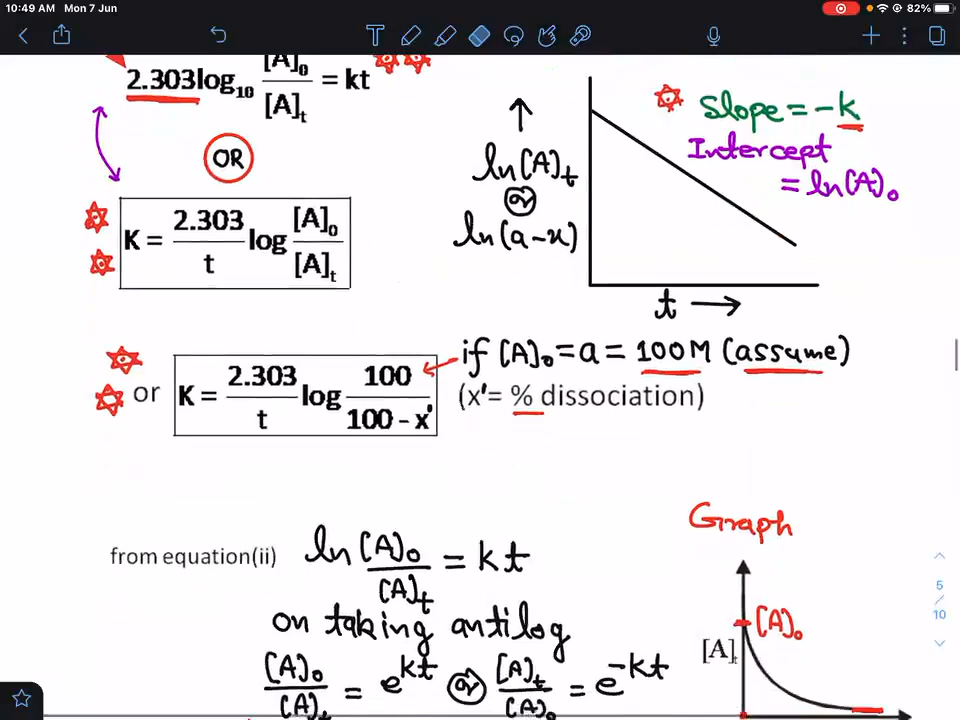 10:49 AM Mon 7 Jun
82%
2.303log₁₀ [A]₀/[A]t = kt
OR
K = 2.303/t log [A]₀/[A]t
or K = 2.303/t log 100/100 - x'
if [A]₀ = a = 100M (assume)
(x'= % dissociation)
ln[A]t
or
ln(a-x)
t
Slope = -k
Intercept
= ln[A]₀
from equation(ii) ln [A]₀/[A]t = kt
on taking antilog
[A]₀/[A]t = e^kt or [A]t/[A]₀ = e^-kt
Graph
[A]₀
[A]t
5
/
10